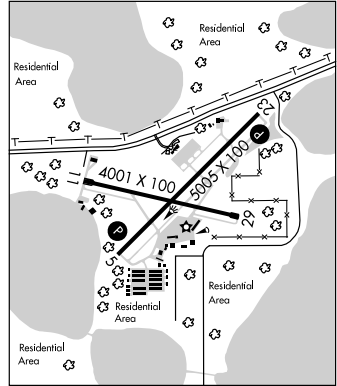 Residential
Area
Residential
Area
T T T T T T T T T T T
23
P
4001 X 100
5005 X 100
11
29
P
5
Residential
Area
Residential
Area
Residential
Area